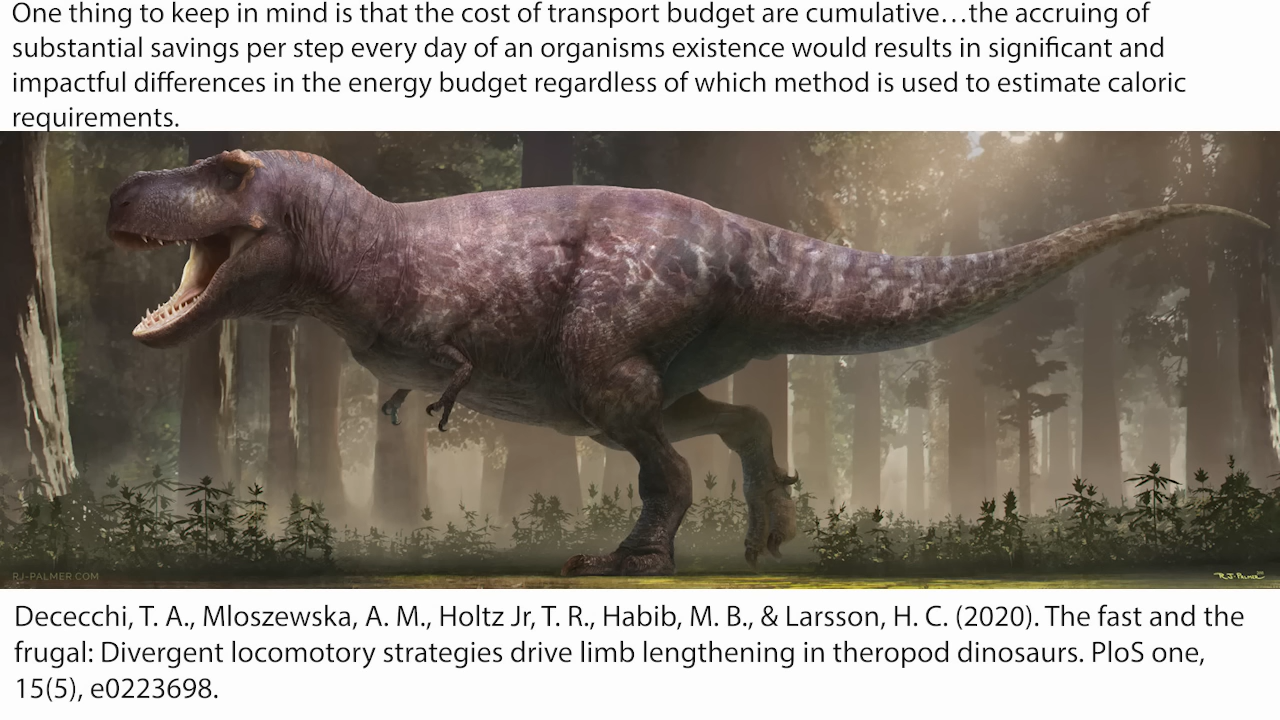 One thing to keep in mind is that the cost of transport budget are cumulative…the accruing of
substantial savings per step every day of an organisms existence would results in significant and
impactful differences in the energy budget regardless of which method is used to estimate caloric
requirements.
RJ-PALMER.COM
R.J. PALMER
Dececchi, T. A., Mloszewska, A. M., Holtz Jr, T. R., Habib, M. B., & Larsson, H. C. (2020). The fast and the
frugal: Divergent locomotory strategies drive limb lengthening in theropod dinosaurs. PloS one,
15(5), e0223698.